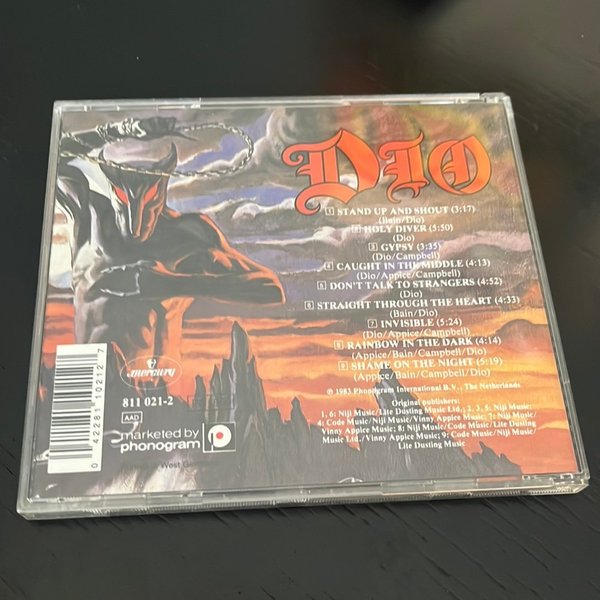 DIO
1 STAND UP AND SHOUT (3:17)
(Bain/Dio)
2 HOLY DIVER (5:50)
(Dio)
3 GYPSY (3:35)
(Dio/Campbell)
4 CAUGHT IN THE MIDDLE (4:13)
(Dio/Appice/Campbell)
5 DON'T TALK TO STRANGERS (4:52)
(Dio)
6 STRAIGHT THROUGH THE HEART (4:33)
(Bain/Dio)
7 INVISIBLE (5:24)
(Dio/Appice/Campbell)
8 RAINBOW IN THE DARK (4:14)
(Appice/Bain/Campbell/Dio)
9 SHAME ON THE NIGHT (5:19)
(Appice/Bain/Campbell/Dio)
℗ 1983 Phonogram International B.V., The Netherlands
Original publishers:
1, 6: Niji Music/Lite Dusting Music Ltd.; 2, 3, 5: Niji Music;
4: Code Music/Niji Music/Vinny Appice Music; 7: Niji Music/
Vinny Appice Music; 8: Niji Music/Code Music/Lite Dusting
Music Ltd./Vinny Appice Music; 9: Code Music/Niji Music/
Lite Dusting Music
mercury
811 021-2
AAD
marketed by
phonogram
West
0 42281 10212 7